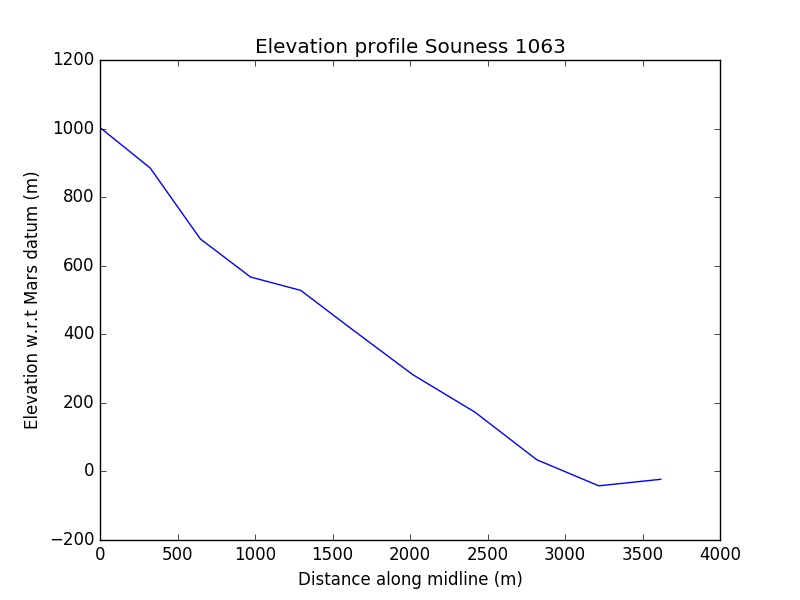 Elevation profile Souness 1063
1200
1000
800
600
400
200
0
−200
Elevation w.r.t Mars datum (m)
0 500 1000 1500 2000 2500 3000 3500 4000
Distance along midline (m)